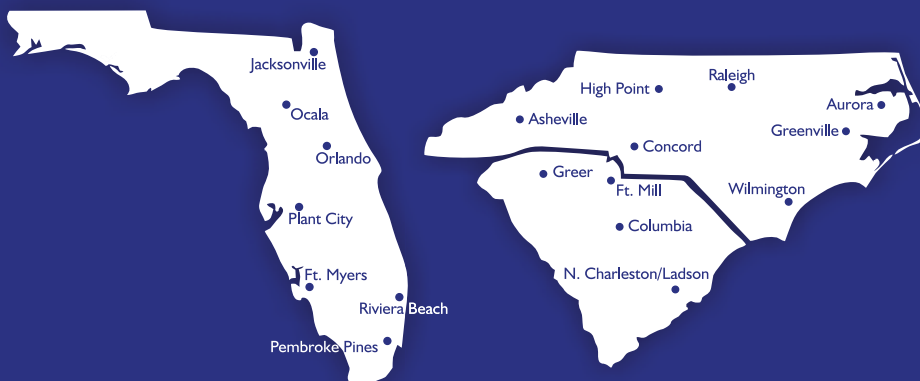 Jacksonville
Ocala
Orlando
Plant City
Ft. Myers
Riviera Beach
Pembroke Pines
High Point
Raleigh
Asheville
Aurora
Greenville
Concord
Greer
Ft. Mill
Wilmington
Columbia
N. Charleston/Ladson